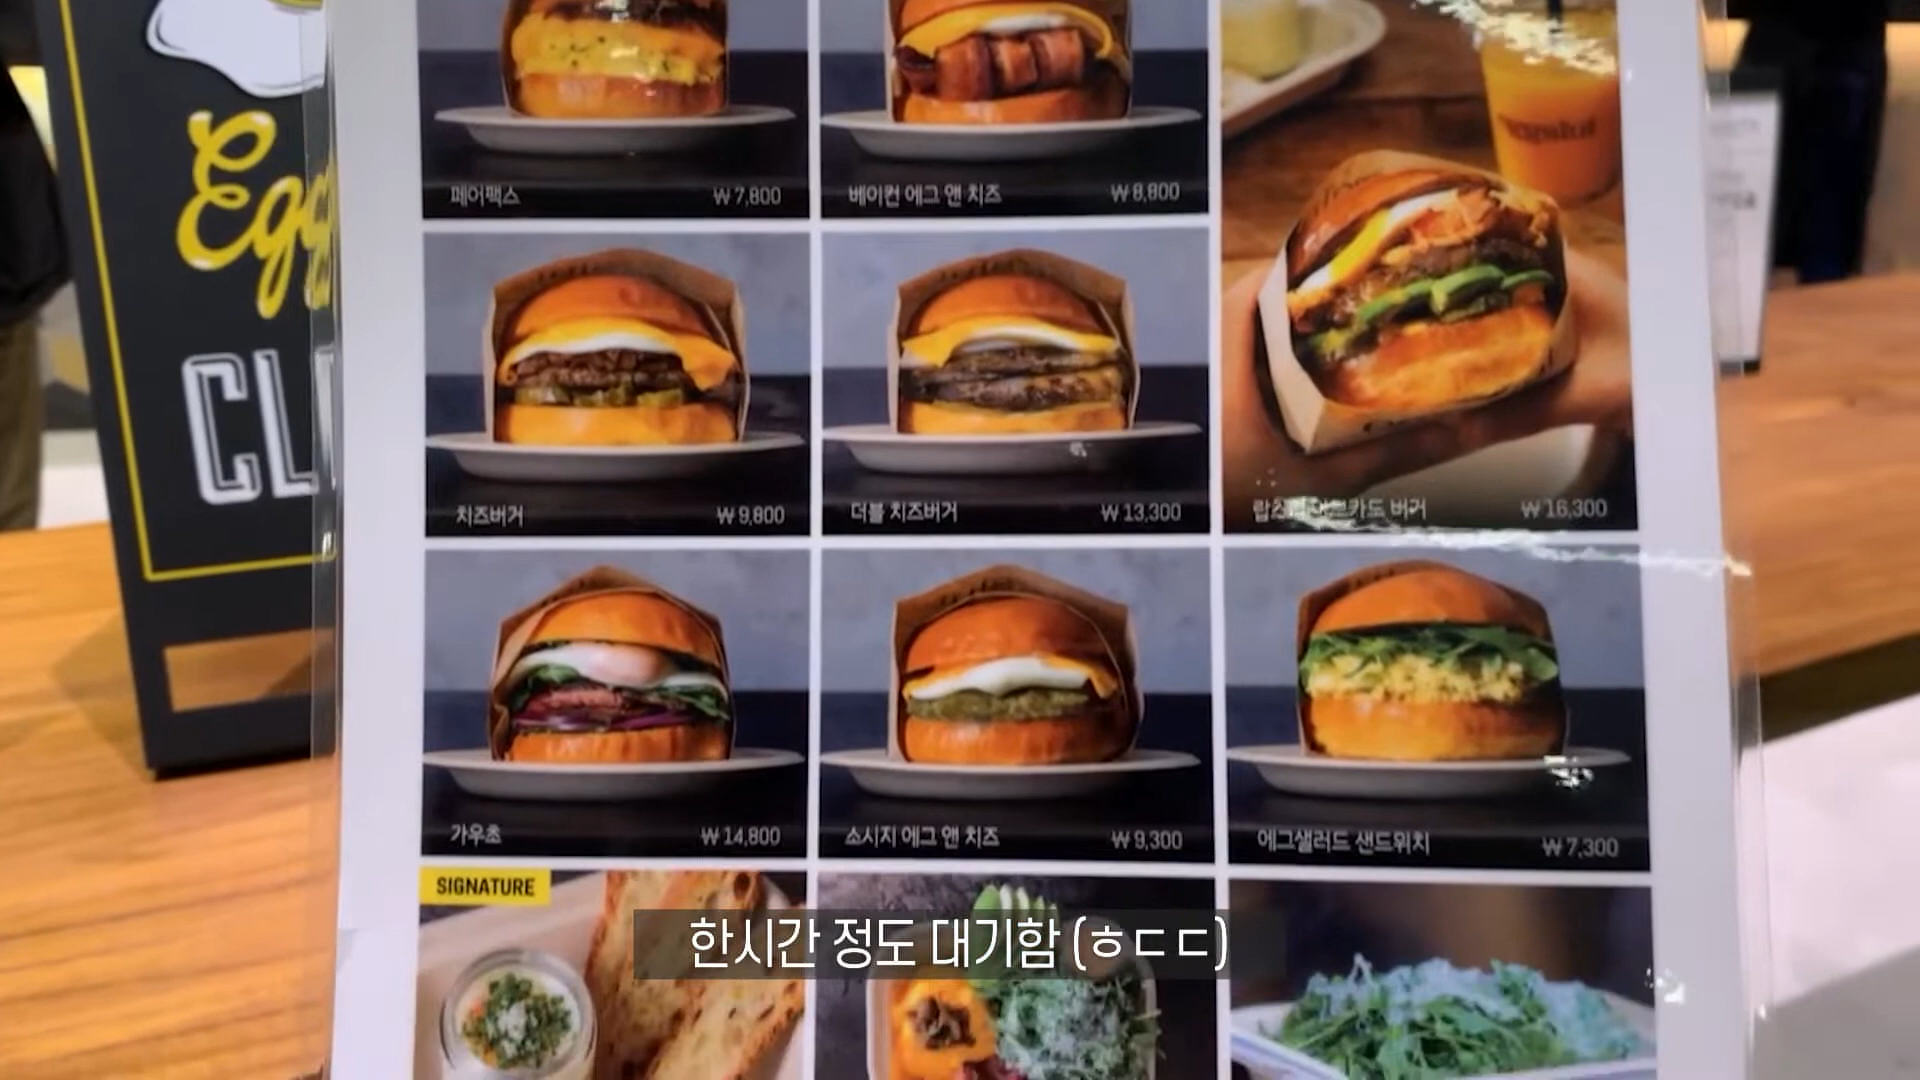 페어팩스 ₩ 7,800
베이컨 에그 앤 치즈 ₩ 8,800
치즈버거 ₩ 9,800
더블 치즈버거 ₩ 13,300
버거 ₩ 16,300
가우초 ₩ 14,800
소시지 에그 앤 치즈 ₩ 9,300
에그샐러드 샌드위치 ₩ 7,300
SIGNATURE
한시간 정도 대기함 (ㅎㄷㄷ)